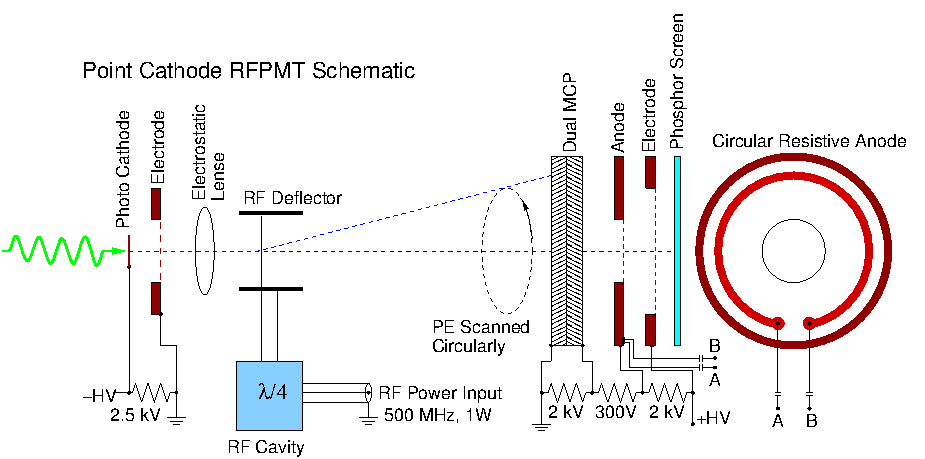 Point Cathode RFPMT Schematic
Photo Cathode
Electrode
Electrostatic
Lense
RF Deflector
Dual MCP
Anode
Electrode
Phosphor Screen
Circular Resistive Anode
PE Scanned
Circularly
λ/4
RF Power Input
500 MHz, 1W
RF Cavity
–HV
2.5 kV
2 kV
300V
2 kV
+HV
B
A
A
B